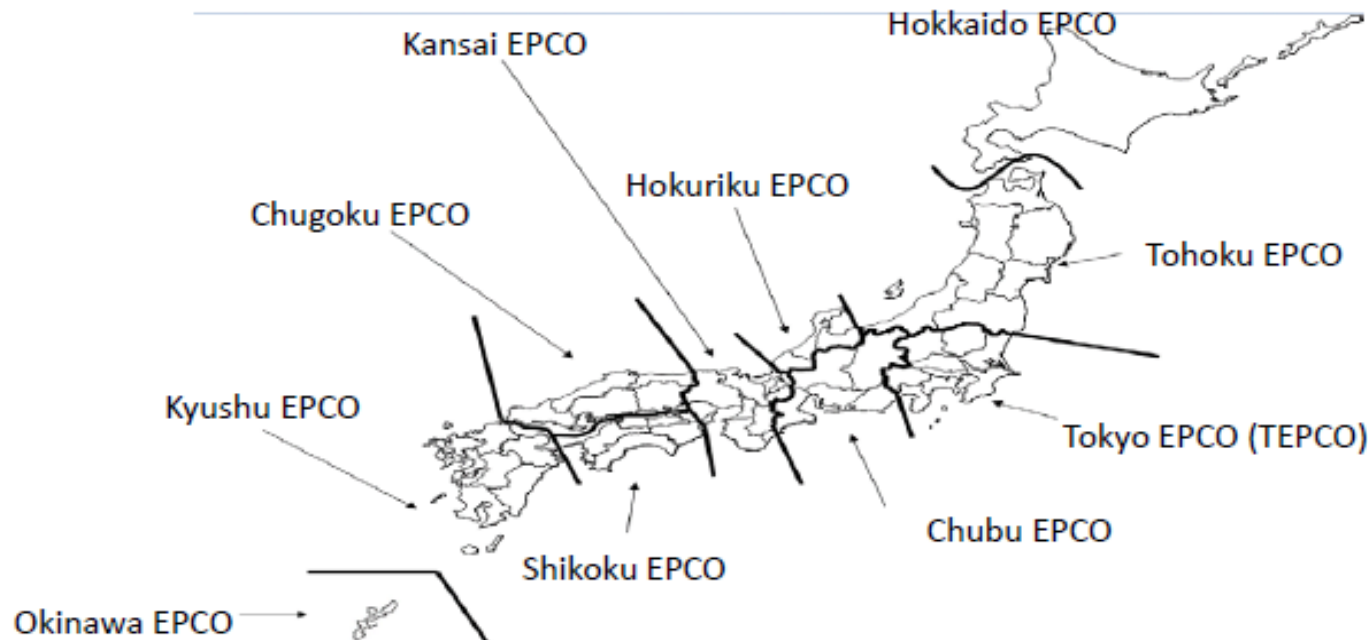 Hokkaido EPCO
Kansai EPCO
Hokuriku EPCO
Chugoku EPCO
Tohoku EPCO
Kyushu EPCO
Tokyo EPCO (TEPCO)
Chubu EPCO
Shikoku EPCO
Okinawa EPCO